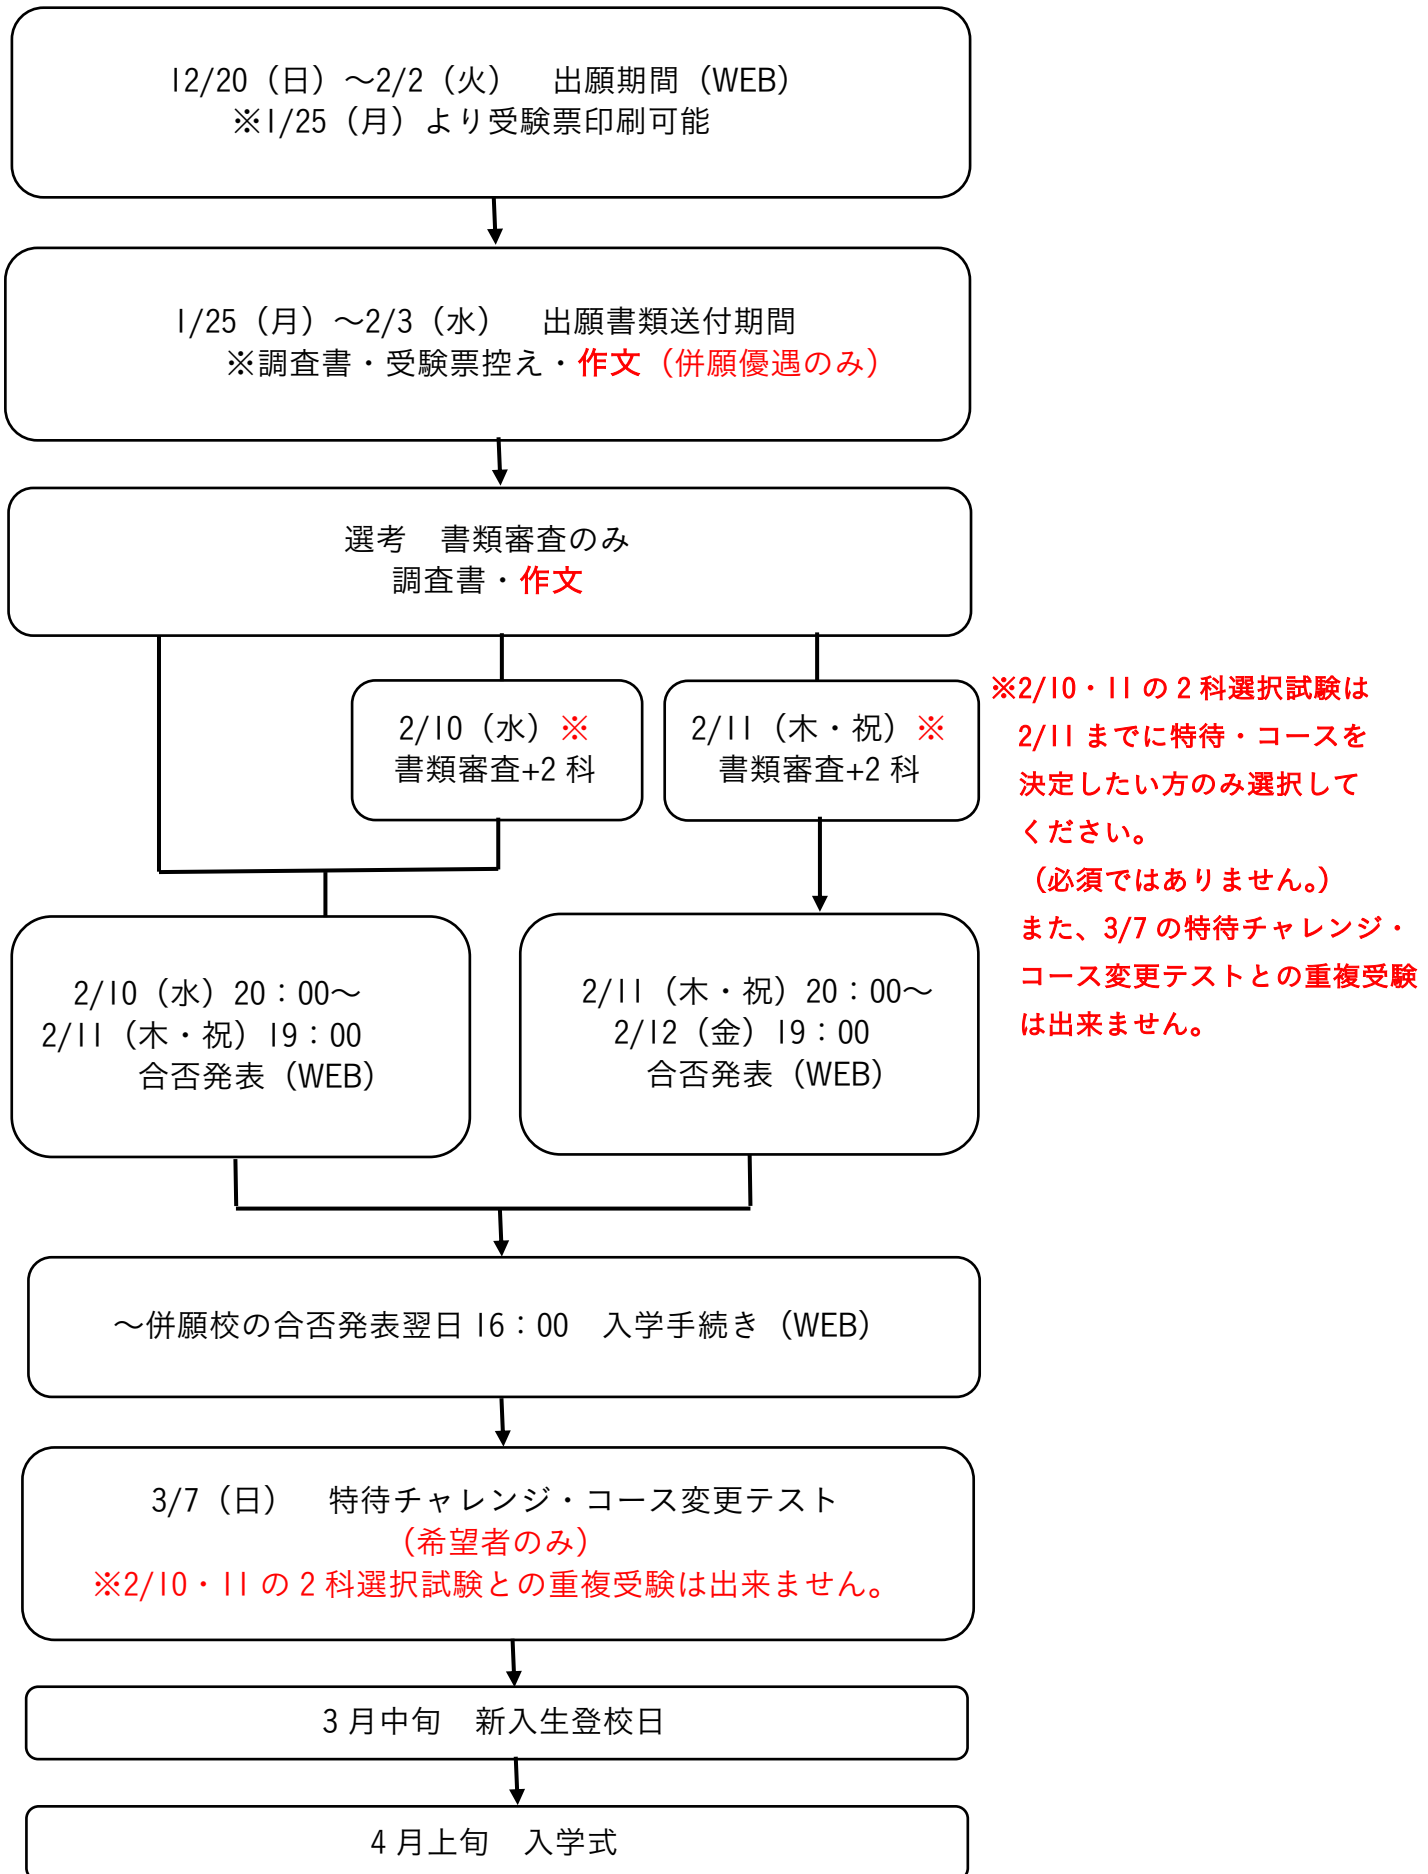 12/20（日）～2/2（火）　出願期間（WEB）
※1/25（月）より受験票印刷可能
1/25（月）～2/3（水）　出願書類送付期間
※調査書・受験票控え・作文（併願優遇のみ）
選考　書類審査のみ
調査書・作文
2/10（水）※
書類審査+2科
2/11（木・祝）※
書類審査+2科
※2/10・11の2科選択試験は
2/11までに特待・コースを
決定したい方のみ選択して
ください。
（必須ではありません。）
また、3/7の特待チャレンジ・
コース変更テストとの重複受験
は出来ません。
2/10（水）20：00～
2/11（木・祝）19：00
合否発表（WEB）
2/11（木・祝）20：00～
2/12（金）19：00
合否発表（WEB）
～併願校の合否発表翌日16：00　入学手続き（WEB）
3/7（日）　特待チャレンジ・コース変更テスト
（希望者のみ）
※2/10・11の2科選択試験との重複受験は出来ません。
3月中旬　新入生登校日
4月上旬　入学式